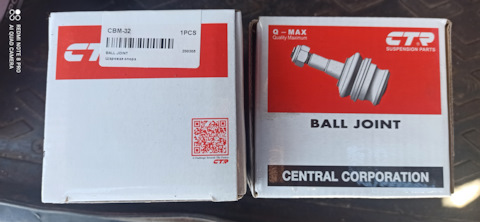 REDMI NOTE 8 PRO
AI QUAD CAMERA
CTR
CBM-32 1PCS
BALL JOINT
CTR
Q-MAX
Quality Maximum
CTR
SUSPENSION PARTS
BALL JOINT
CENTRAL CORPORATION